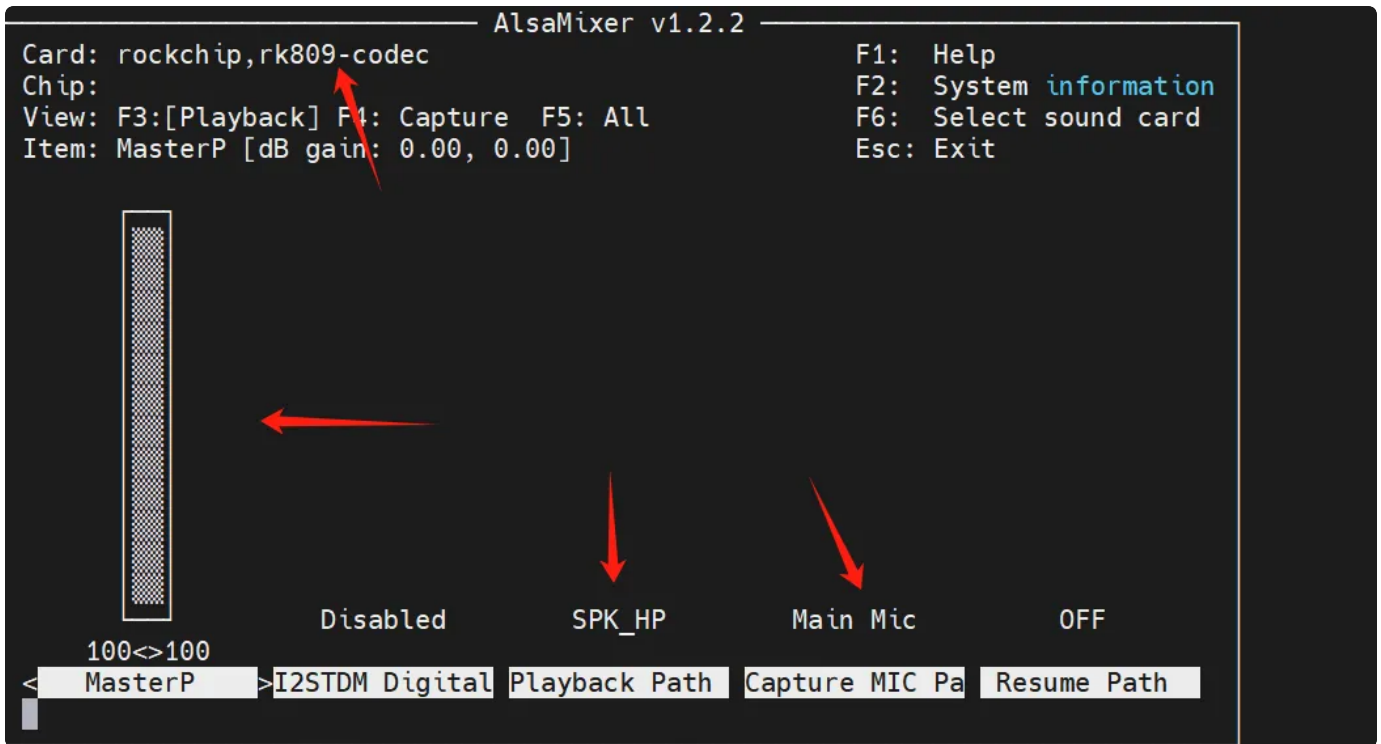 AlsaMixer v1.2.2
Card: rockchip,rk809-codec F1: Help
Chip: F2: System information
View: F3:[Playback] F4: Capture F5: All F6: Select sound card
Item: MasterP [dB gain: 0.00, 0.00] Esc: Exit
Disabled SPK_HP Main Mic OFF
100<>100
< MasterP >I2STDM Digital Playback Path Capture MIC Pa Resume Path